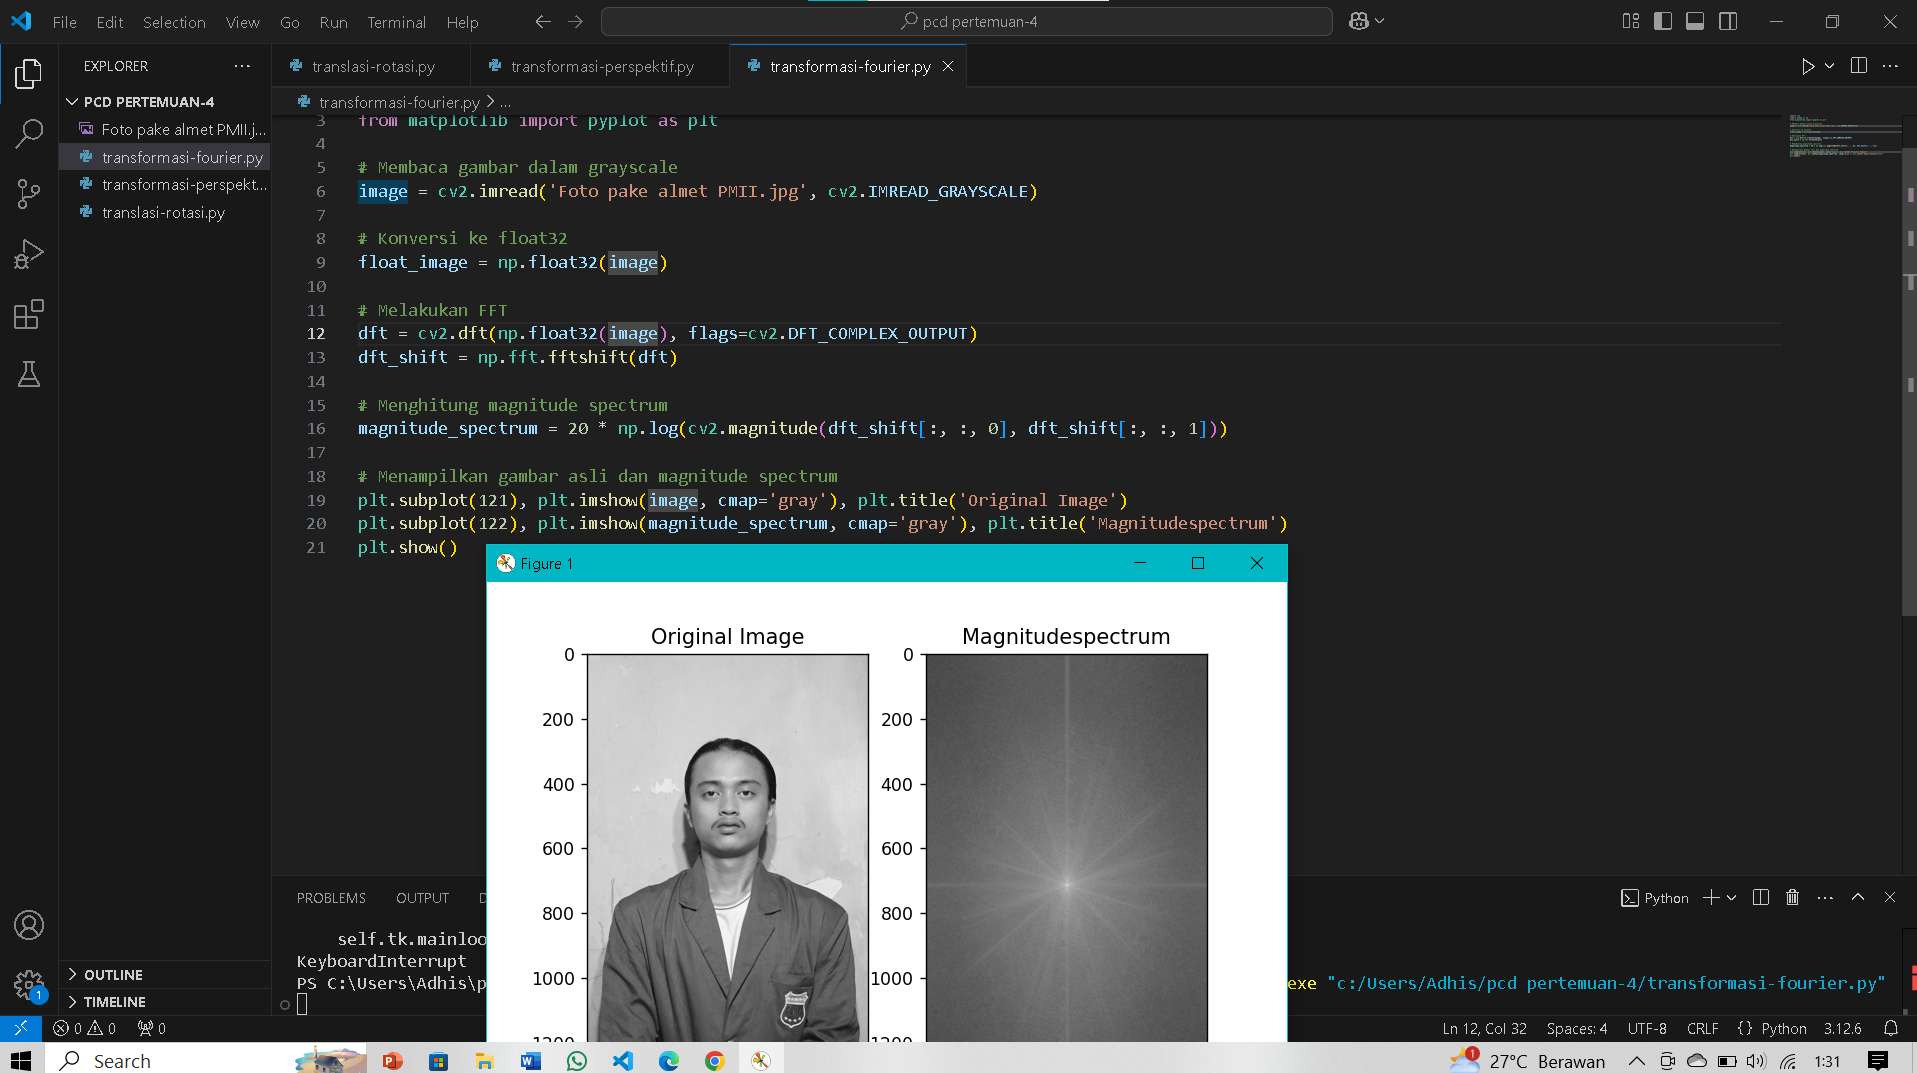 File Edit Selection View Go Run Terminal Help
pcd pertemuan-4
EXPLORER
PCD PERTEMUAN-4
Foto pake almet PMII.j...
transformasi-fourier.py
transformasi-perspekt...
translasi-rotasi.py
OUTLINE
TIMELINE
translasi-rotasi.py transformasi-perspektif.py transformasi-fourier.py
transformasi-fourier.py > ...
3 from matplotlib import pyplot as plt
4
5 # Membaca gambar dalam grayscale
6 image = cv2.imread('Foto pake almet PMII.jpg', cv2.IMREAD_GRAYSCALE)
7
8 # Konversi ke float32
9 float_image = np.float32(image)
10
11 # Melakukan FFT
12 dft = cv2.dft(np.float32(image), flags=cv2.DFT_COMPLEX_OUTPUT)
13 dft_shift = np.fft.fftshift(dft)
14
15 # Menghitung magnitude spectrum
16 magnitude_spectrum = 20 * np.log(cv2.magnitude(dft_shift[:, :, 0], dft_shift[:, :, 1]))
17
18 # Menampilkan gambar asli dan magnitude spectrum
19 plt.subplot(121), plt.imshow(image, cmap='gray'), plt.title('Original Image')
20 plt.subplot(122), plt.imshow(magnitude_spectrum, cmap='gray'), plt.title('Magnitudespectrum')
21 plt.show()
Figure 1
Original Image
0
200
400
600
800
1000
1200
Magnitudespectrum
0
200
400
600
800
1000
1200
PROBLEMS OUTPUT D
Python
self.tk.mainloo
KeyboardInterrupt
PS C:\Users\Adhis\p
exe "c:/Users/Adhis/pcd pertemuan-4/transformasi-fourier.py"
1
0 0 0
Ln 12, Col 32 Spaces: 4 UTF-8 CRLF {} Python 3.12.6
Search
1 27°C Berawan 1:31